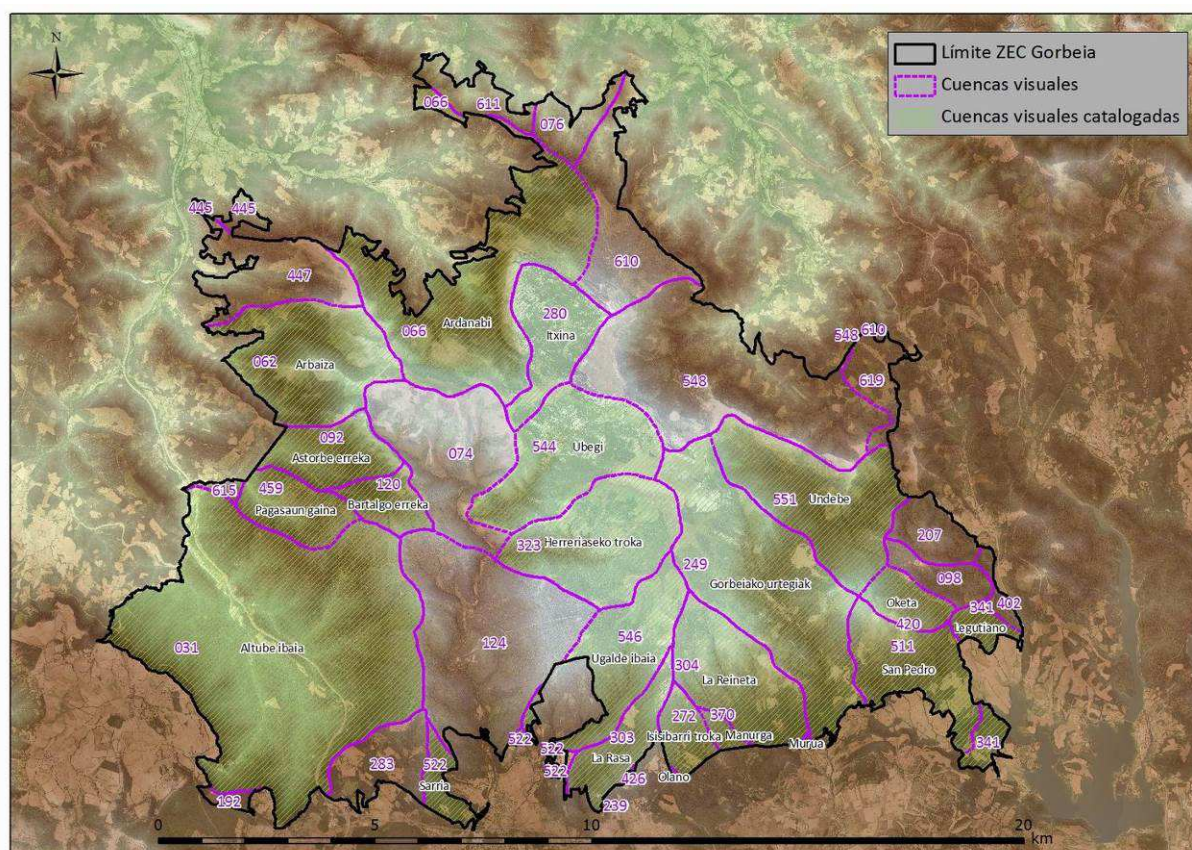 N
Límite ZEC Gorbeia
Cuencas visuales
Cuencas visuales catalogadas
066
611
076
445
445
447
610
280
Itxina
066
Ardanabi
062
Arbaiza
548
610
548
619
092
Astorbe erreka
074
544
Ubegi
615
459
Pagasaun gaina
120
Bartalgo erreka
551
Undebe
323
Herreriaseko troka
207
249
Gorbeiako urtegiak
098
Oketa
341
402
420
Legutiano
031
Altube ibaia
124
546
Ugalde ibaia
511
San Pedro
304
La Reineta
272
370
Isisibarri troka
Manurga
Murua
303
La Rasa
522
522
522
341
283
522
Sarria
426
Olano
239
192
0
5
10
20
km